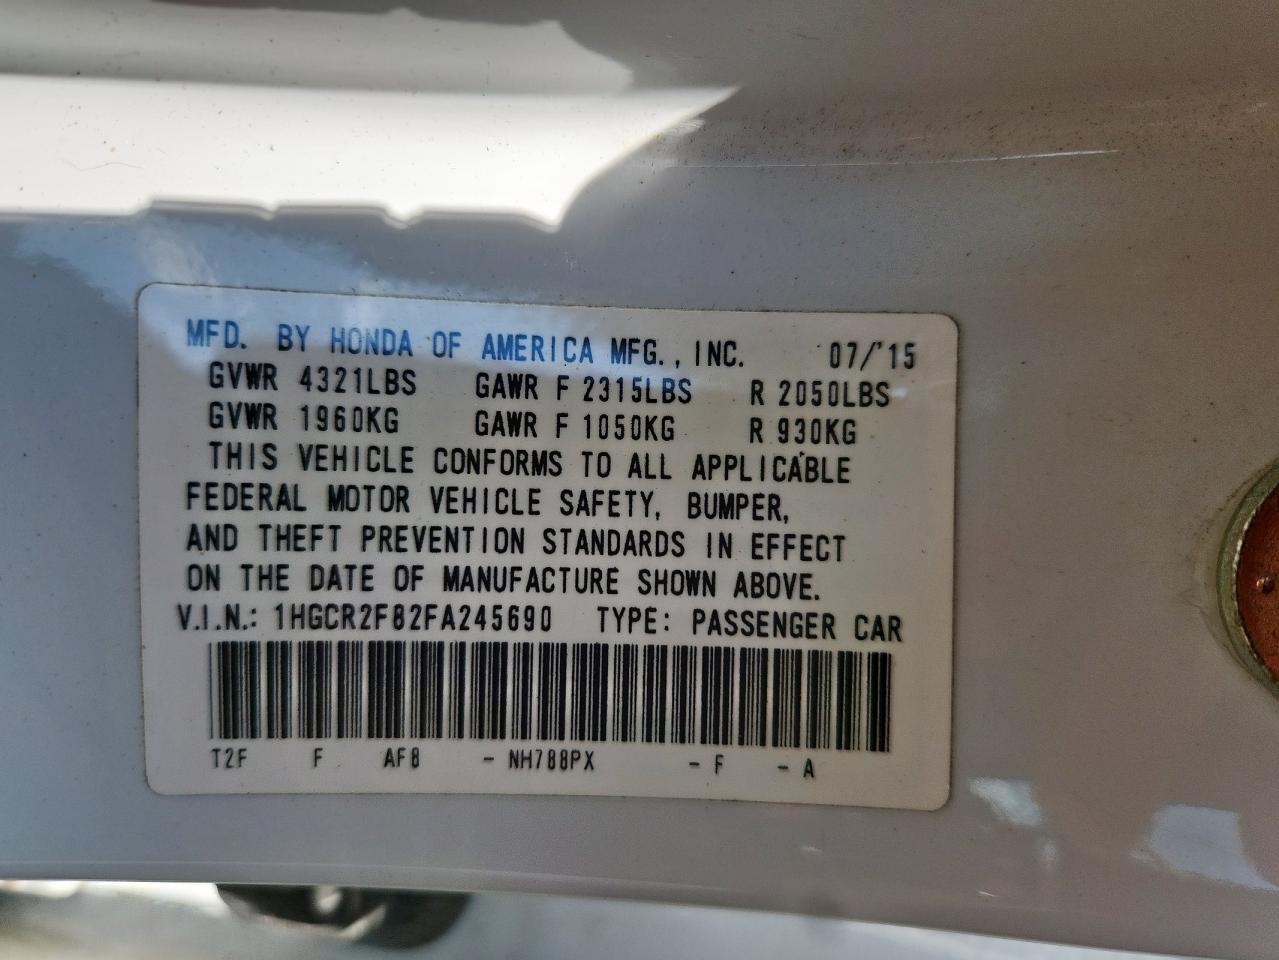 MFD. BY HONDA OF AMERICA MFG., INC. 07/'15
GVWR 4321LBS GAWR F 2315LBS R 2050LBS
GVWR 1960KG GAWR F 1050KG R 930KG
THIS VEHICLE CONFORMS TO ALL APPLICABLE
FEDERAL MOTOR VEHICLE SAFETY, BUMPER,
AND THEFT PREVENTION STANDARDS IN EFFECT
ON THE DATE OF MANUFACTURE SHOWN ABOVE.
V.I.N.: 1HGCR2F82FA245690 TYPE: PASSENGER CAR
T2F F AF8 - NH788PX - F - A